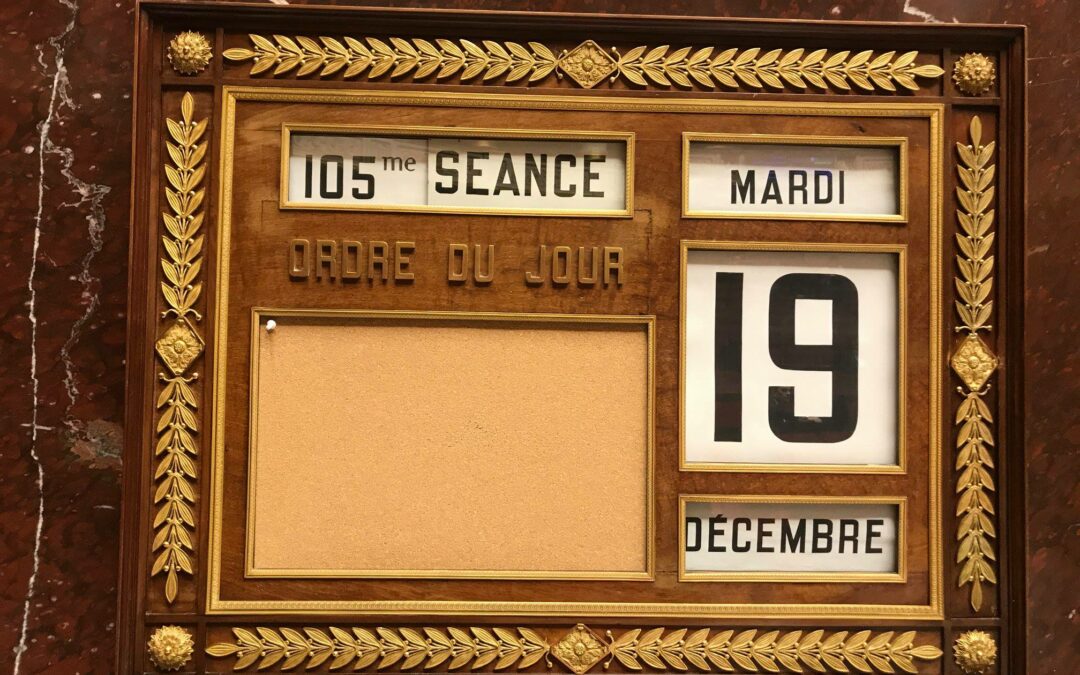 105me SEANCE
ORDRE DU JOUR
MARDI
19
DÉCEMBRE